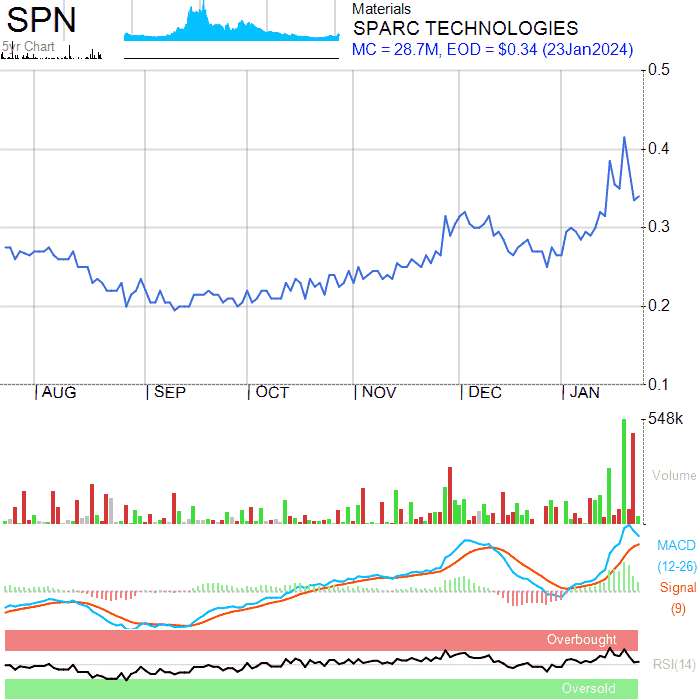 SPN
5yr Chart
Materials
SPARC TECHNOLOGIES
MC = 28.7M, EOD = $0.34 (23Jan2024)
0.5
0.4
0.3
0.2
0.1
AUG SEP OCT NOV DEC JAN
548k
Volume
MACD
(12-26)
Signal
(9)
Overbought
RSI(14)
Oversold